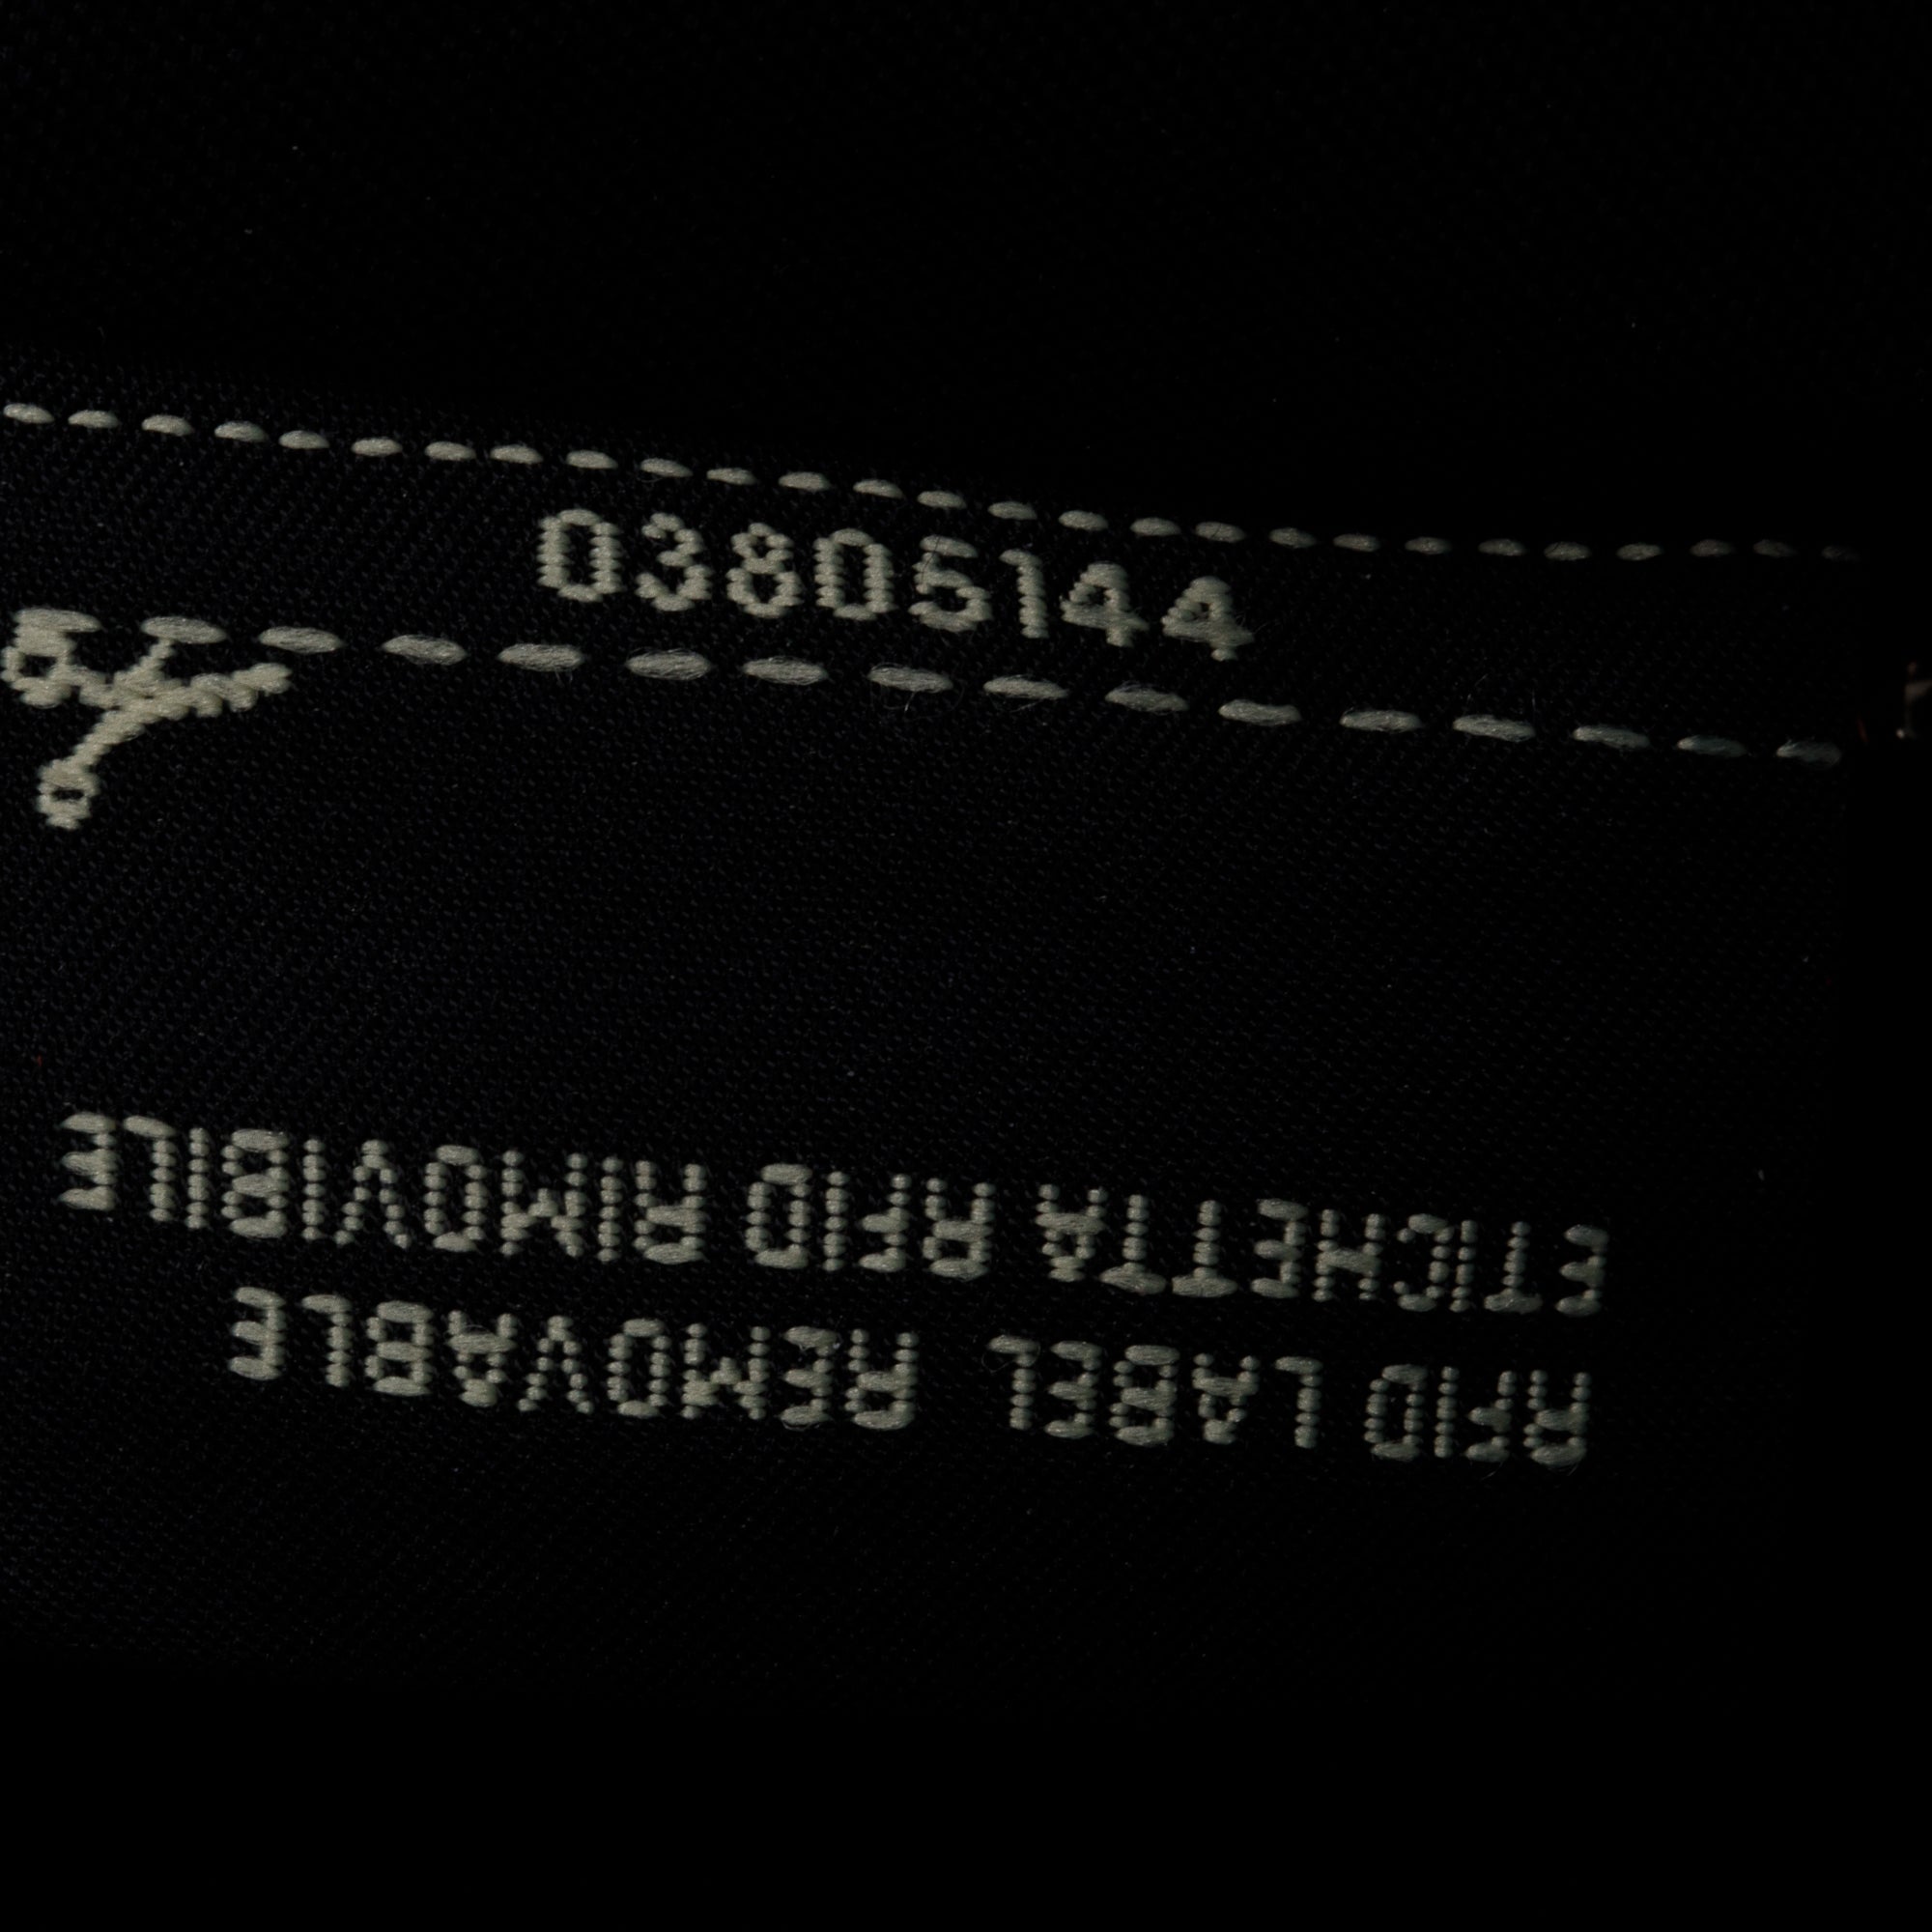 03805144
RFID LABEL REMOVABLE
ETICHETTA RFID RIMOVIBILE